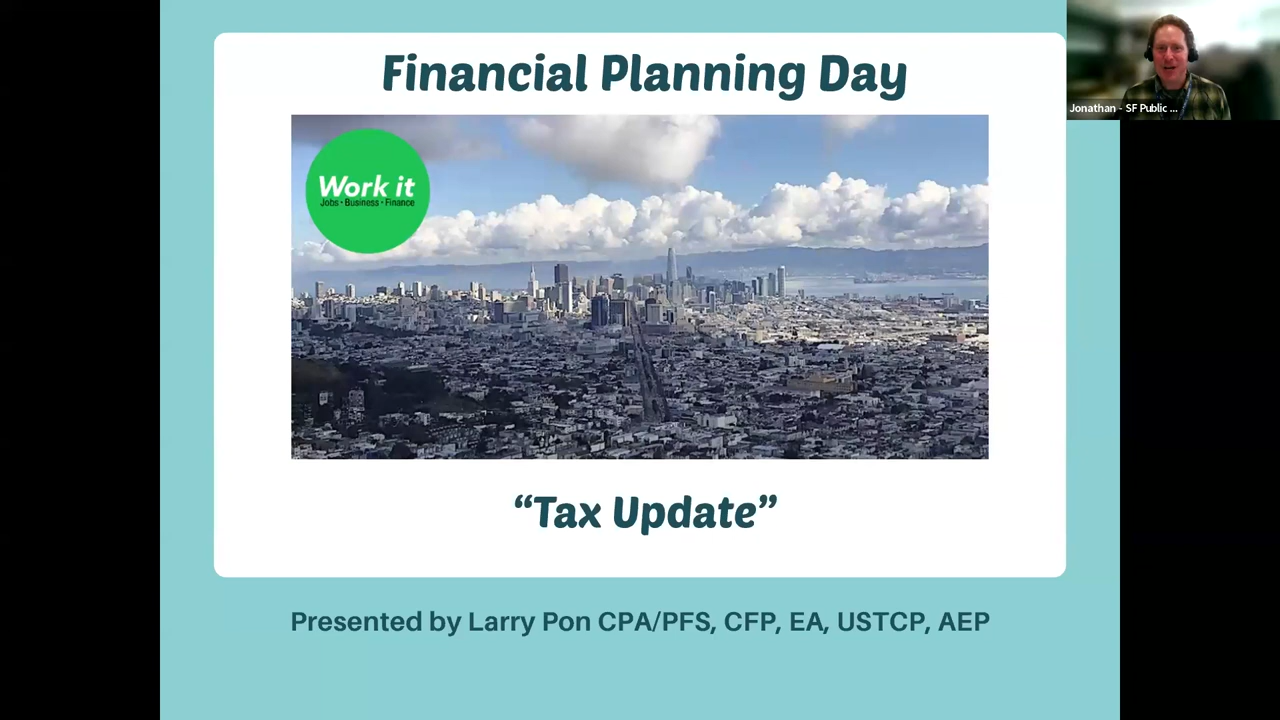 Financial Planning Day
Work it
Jobs • Business • Finance
Jonathan - SF Public ...
“Tax Update”
Presented by Larry Pon CPA/PFS, CFP, EA, USTCP, AEP